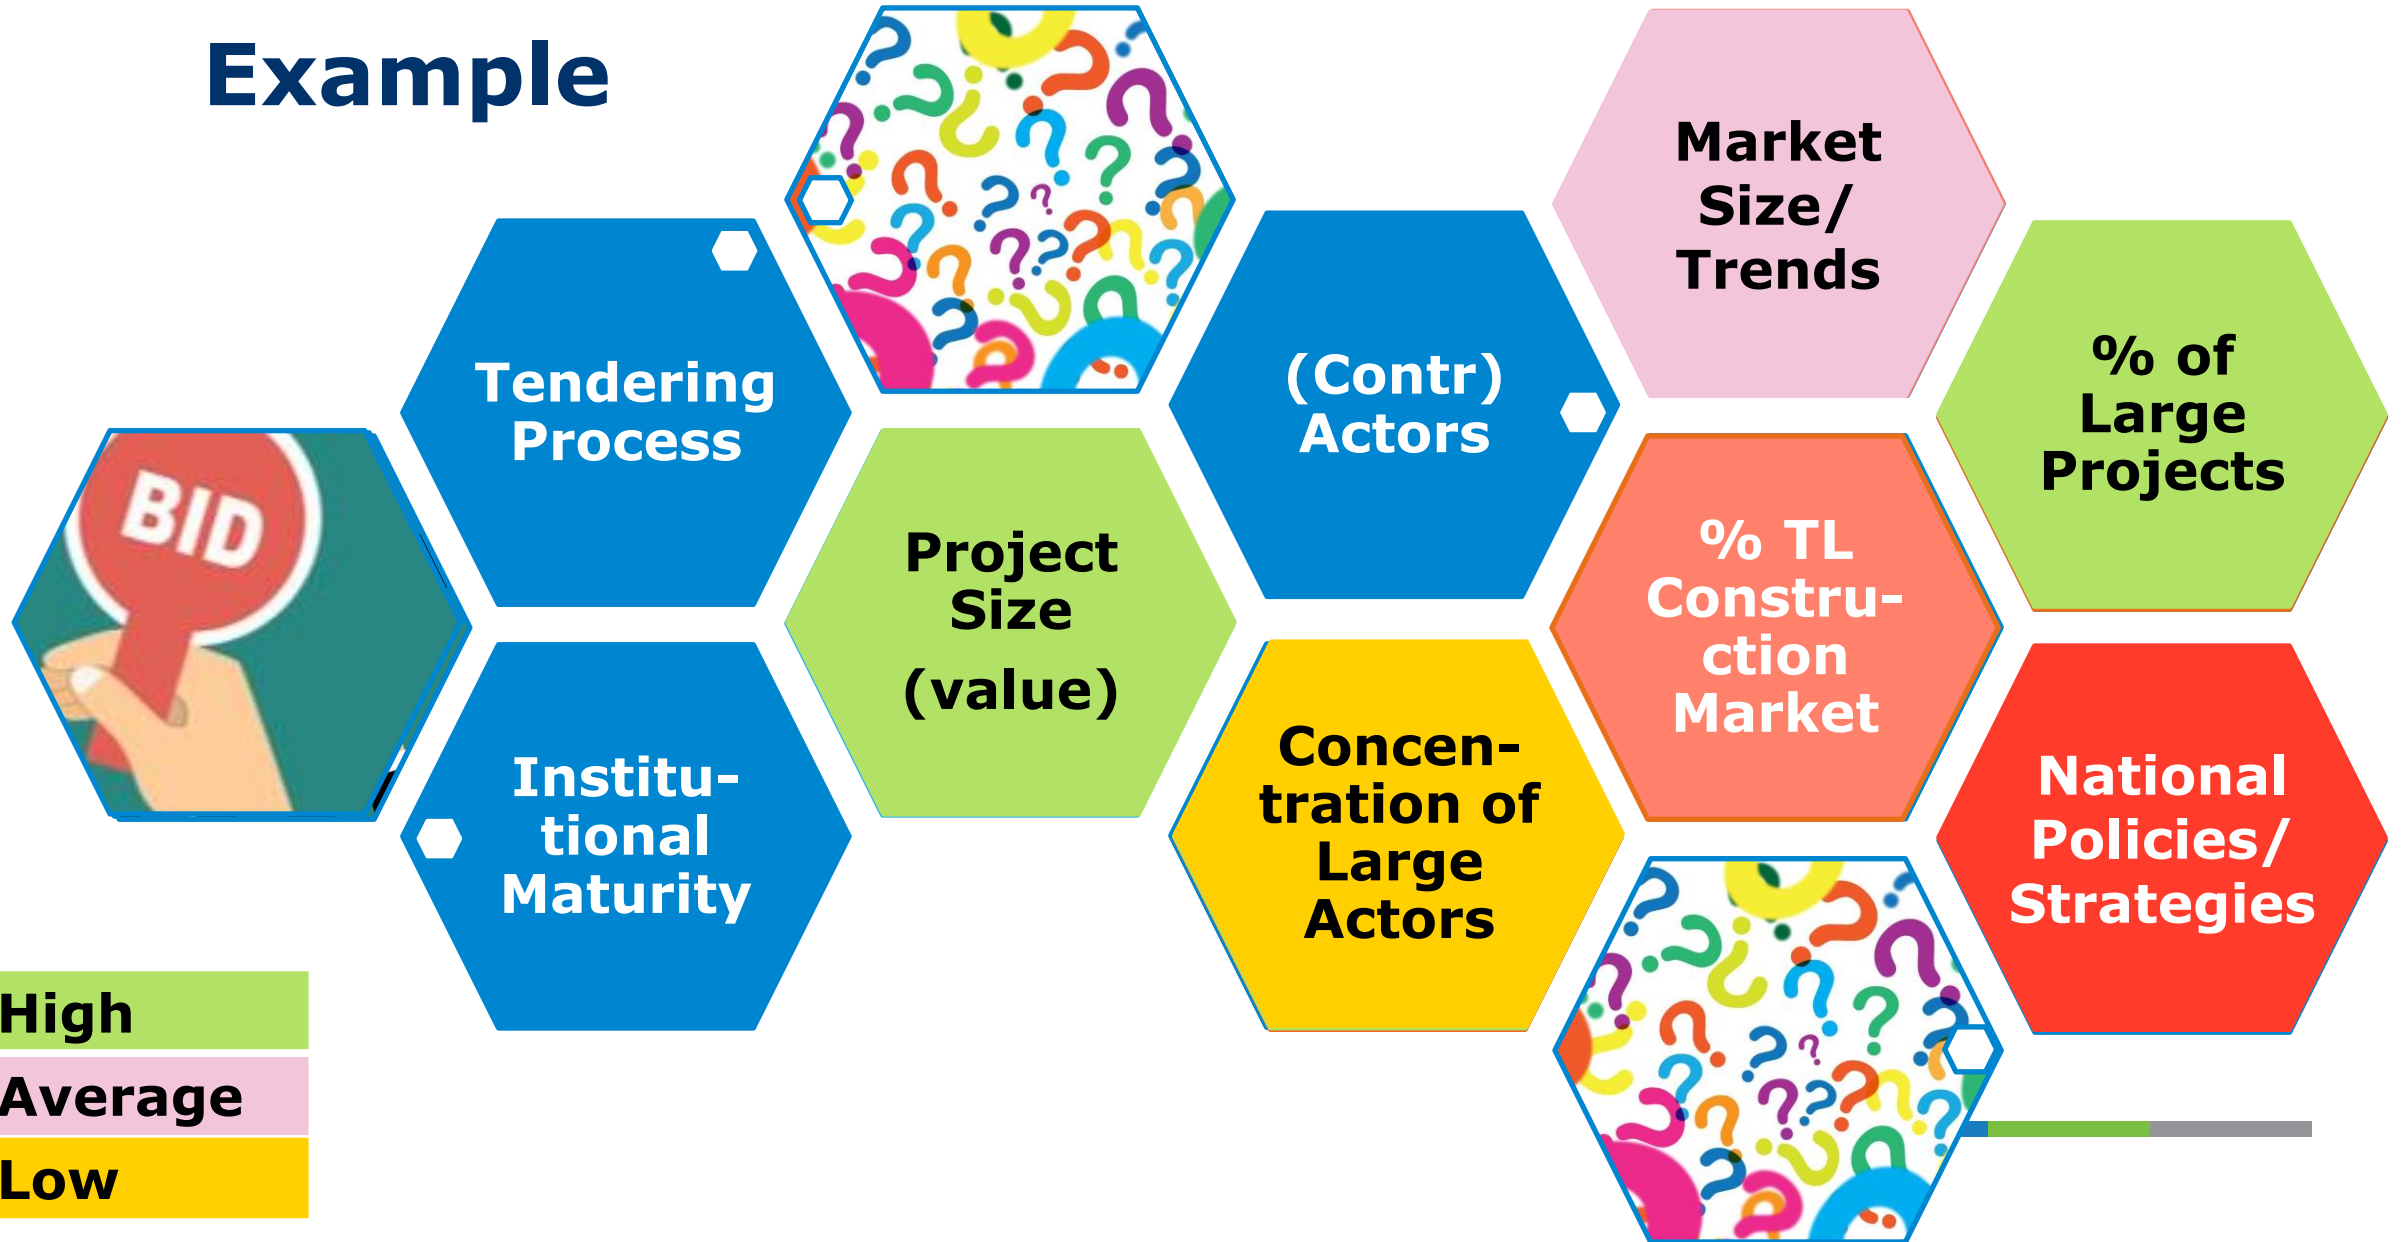 Example
BID
Tendering
Process
Institu-
tional
Maturity
Project
Size
(value)
(Contr)
Actors
Concen-
tration of
Large
Actors
Market
Size/
Trends
% TL
Constru-
ction
Market
% of
Large
Projects
National
Policies/
Strategies
High
Average
Low